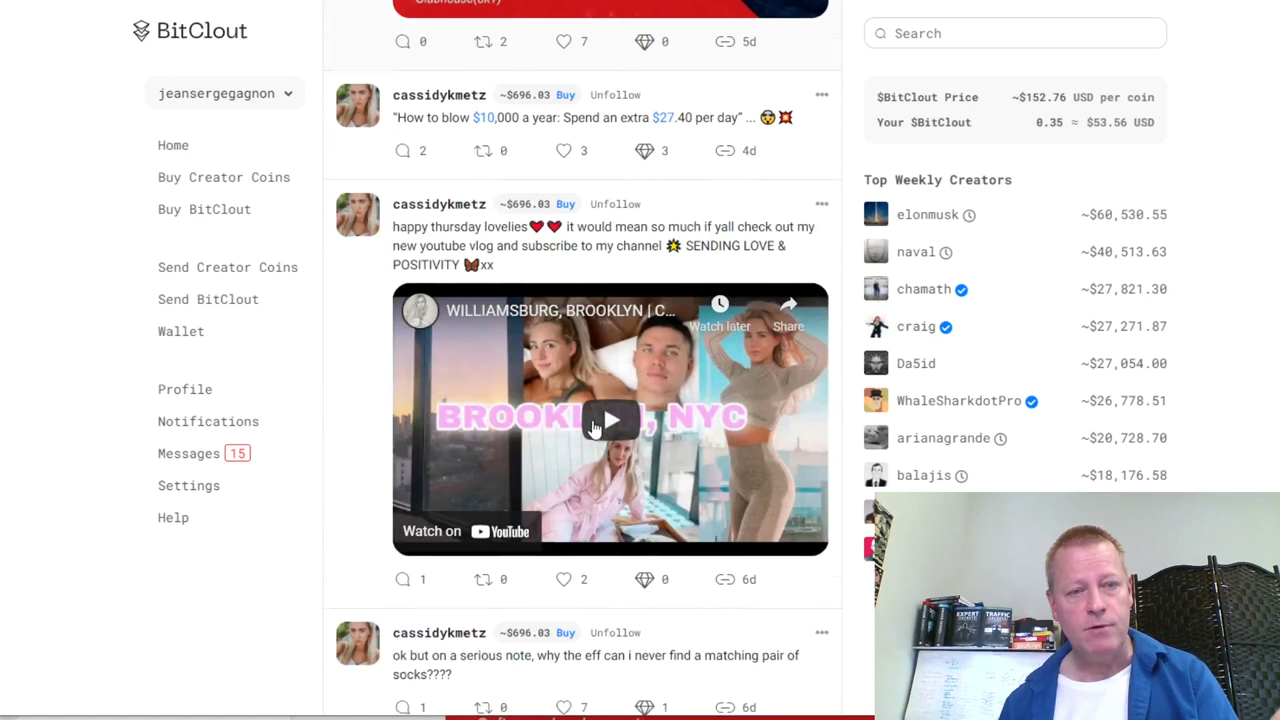 BitClout
jeansergegagnon
Home
Buy Creator Coins
Buy BitClout
Send Creator Coins
Send BitClout
Wallet
Profile
Notifications
Messages 15
Settings
Help
0 2 7 0 5d
cassidykmetz ~$696.03 Buy Unfollow
"How to blow $10,000 a year: Spend an extra $27.40 per day" ... 🤯💥
2 0 3 3 4d
cassidykmetz ~$696.03 Buy Unfollow
happy thursday lovelies❤️❤️ it would mean so much if yall check out my
new youtube vlog and subscribe to my channel 🌟 SENDING LOVE &
POSITIVITY 🦋xx
WILLIAMSBURG, BROOKLYN | C...
Watch later Share
Watch on YouTube
1 0 2 0 6d
cassidykmetz ~$696.03 Buy Unfollow
ok but on a serious note, why the eff can i never find a matching pair of
socks????
1 0 7 1 6d
Search
$BitClout Price ~$152.76 USD per coin
Your $BitClout 0.35 ≈ $53.56 USD
Top Weekly Creators
elonmusk ~$60,530.55
naval ~$40,513.63
chamath ~$27,821.30
craig ~$27,271.87
Da5id ~$27,054.00
WhaleSharkdotPro ~$26,778.51
arianagrande ~$20,728.70
balajis ~$18,176.58
EXPERT
SECRETS
TRAFFIC
SECRETS